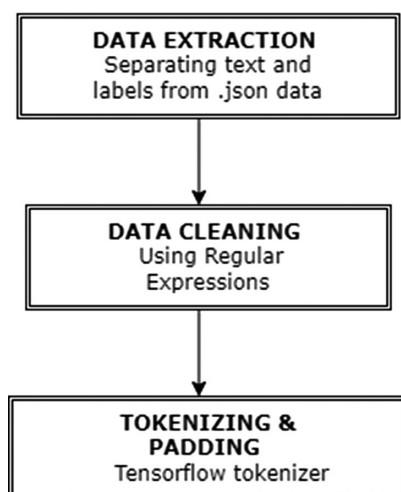 DATA EXTRACTION
Separating text and
labels from .json data
DATA CLEANING
Using Regular
Expressions
TOKENIZING &
PADDING
Tensorflow tokenizer